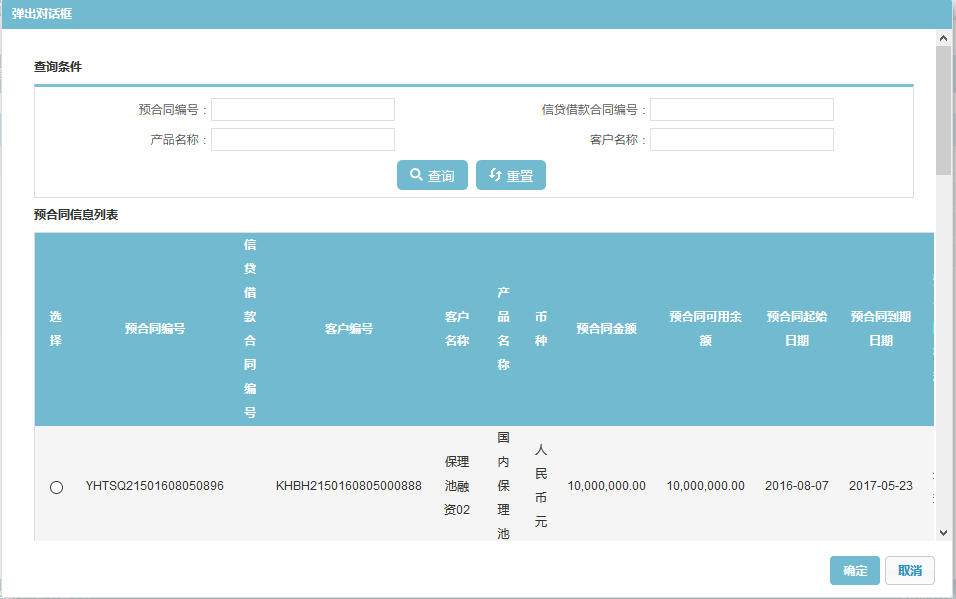 弹出对话框
查询条件
预合同编号：
信贷借款合同编号：
产品名称：
客户名称：
查询
重置
预合同信息列表
选
择
预合同编号
信
贷
借
款
合
同
编
号
客户编号
客户
名称
产
品
名
称
币
种
预合同金额
预合同可用余
额
预合同起始
日期
预合同到期
日期
YHTSQ21501608050896
KHBH2150160805000888
保理
池融
资02
国
内
保
理
池
人
民
币
元
10,000,000.00
10,000,000.00
2016-08-07
2017-05-23
确定
取消